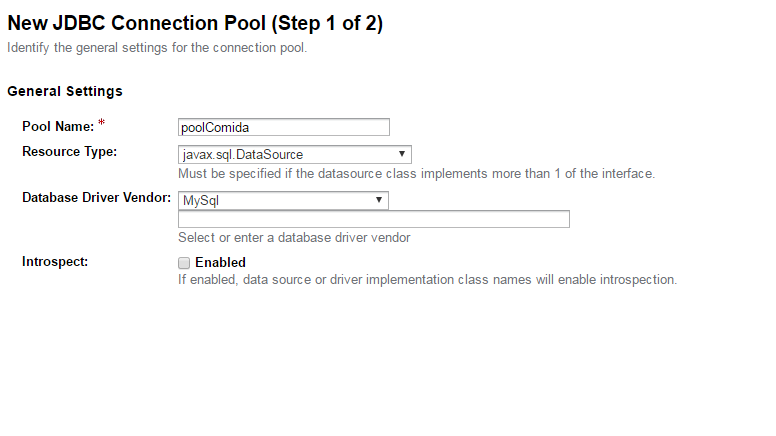 New JDBC Connection Pool (Step 1 of 2)
Identify the general settings for the connection pool.
General Settings
Pool Name: * poolComida
Resource Type: javax.sql.DataSource
Must be specified if the datasource class implements more than 1 of the interface.
Database Driver Vendor: MySql
Select or enter a database driver vendor
Introspect: Enabled
If enabled, data source or driver implementation class names will enable introspection.